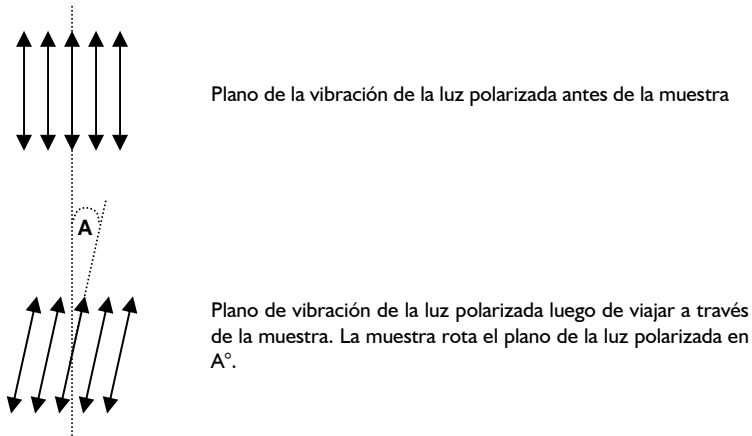 Plano de la vibración de la luz polarizada antes de la muestra
A
Plano de vibración de la luz polarizada luego de viajar a través
de la muestra. La muestra rota el plano de la luz polarizada en
A°.